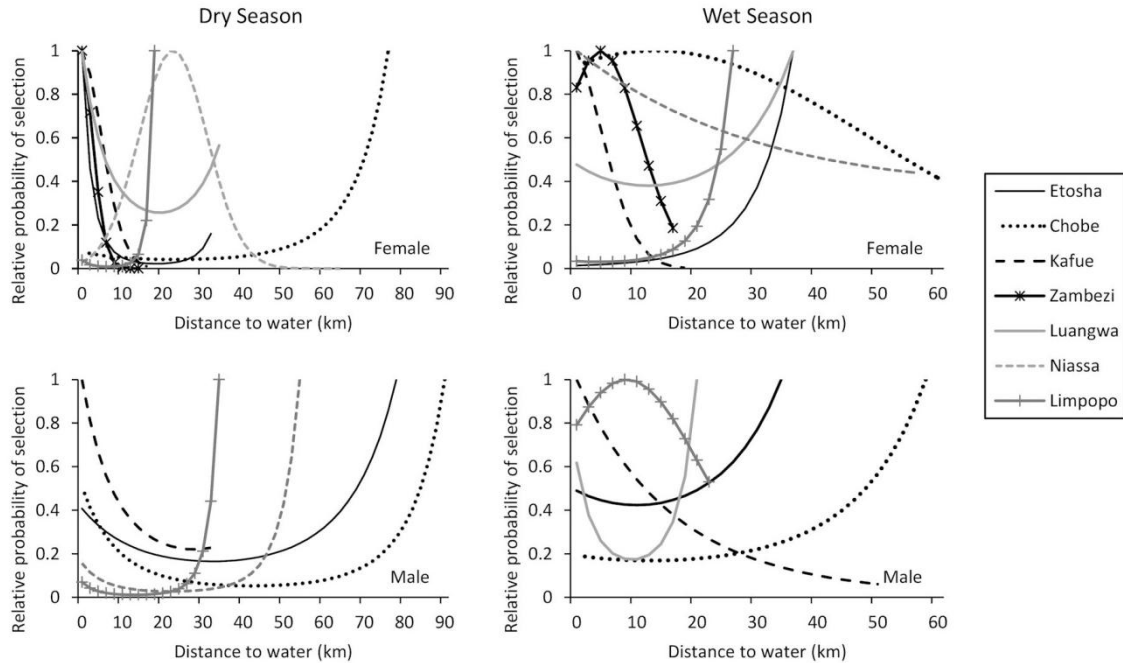 Dry Season
Wet Season
Relative probability of selection
1
0.8
0.6
0.4
0.2
0
Female
0 10 20 30 40 50 60 70 80 90
Distance to water (km)
Relative probability of selection
1
0.8
0.6
0.4
0.2
0
Female
0 10 20 30 40 50 60
Distance to water (km)
Etosha
Chobe
Kafue
Zambezi
Luangwa
Niassa
Limpopo
Relative probability of selection
1
0.8
0.6
0.4
0.2
0
Male
0 10 20 30 40 50 60 70 80 90
Distance to water (km)
Relative probability of selection
1
0.8
0.6
0.4
0.2
0
Male
0 10 20 30 40 50 60
Distance to water (km)